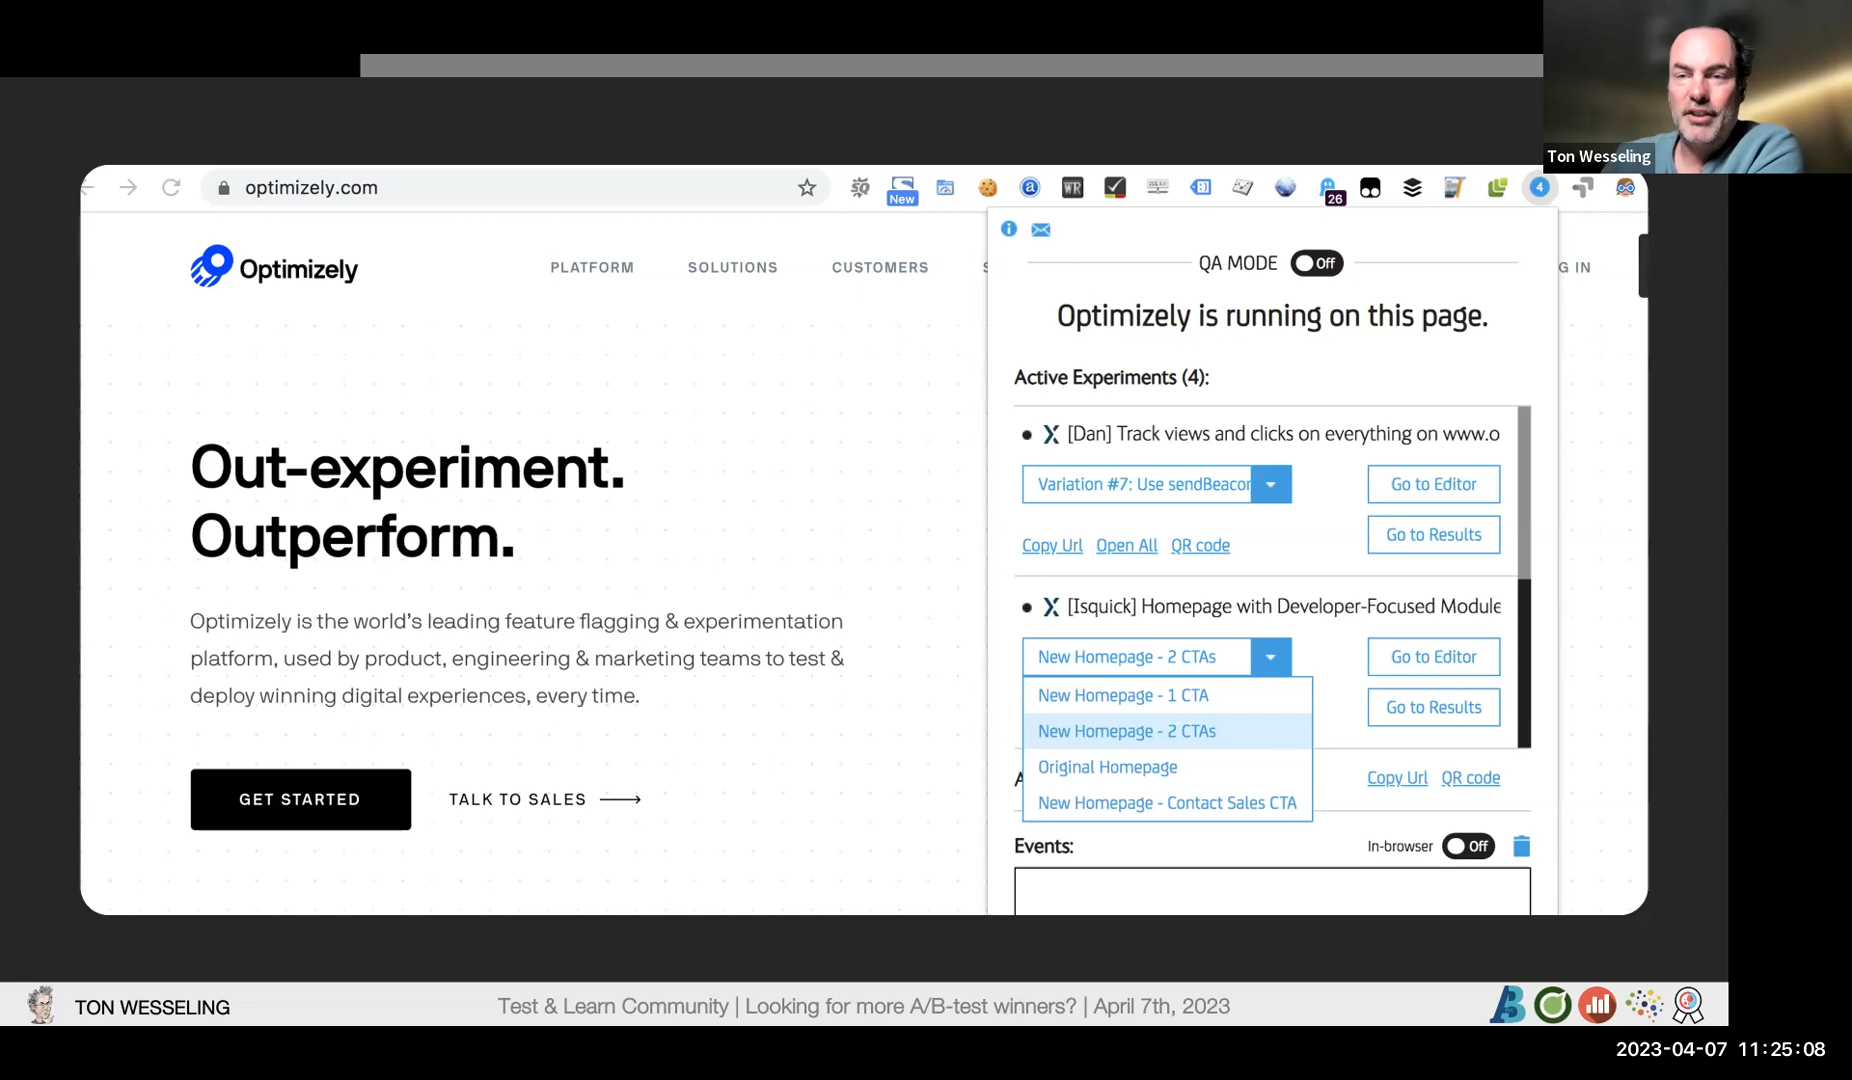 Ton Wesseling
optimizely.com
New
26
4
Optimizely
PLATFORM
SOLUTIONS
CUSTOMERS
G IN
QA MODE
Off
Optimizely is running on this page.
Active Experiments (4):
X [Dan] Track views and clicks on everything on www.o
Variation #7: Use sendBeacon
Go to Editor
Go to Results
Copy Url
Open All
QR code
X [Isquick] Homepage with Developer-Focused Module
New Homepage - 2 CTAs
Go to Editor
Go to Results
New Homepage - 1 CTA
New Homepage - 2 CTAs
Original Homepage
New Homepage - Contact Sales CTA
Copy Url
QR code
Events:
In-browser
Off
Out-experiment.
Outperform.
Optimizely is the world's leading feature flagging & experimentation
platform, used by product, engineering & marketing teams to test &
deploy winning digital experiences, every time.
GET STARTED
TALK TO SALES
TON WESSELING
Test & Learn Community | Looking for more A/B-test winners? | April 7th, 2023
2023-04-07 11:25:08